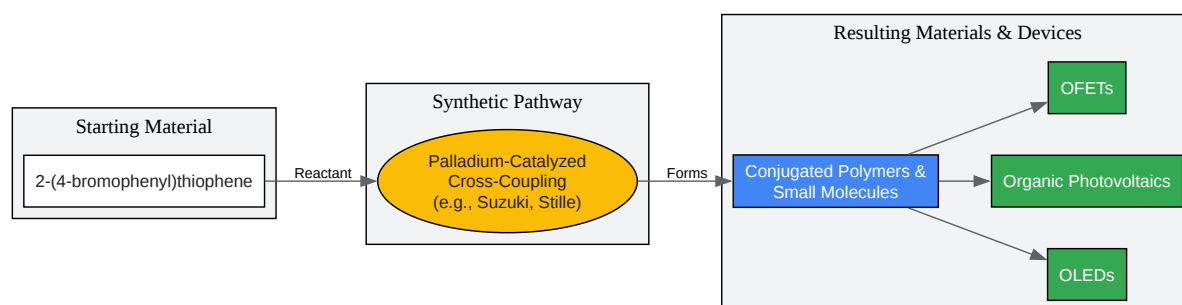 Starting Material
2-(4-bromophenyl)thiophene
Reactant
Synthetic Pathway
Palladium-Catalyzed
Cross-Coupling
(e.g., Suzuki, Stille)
Forms
Resulting Materials & Devices
Conjugated Polymers &
Small Molecules
OFETs
Organic Photovoltaics
OLEDs